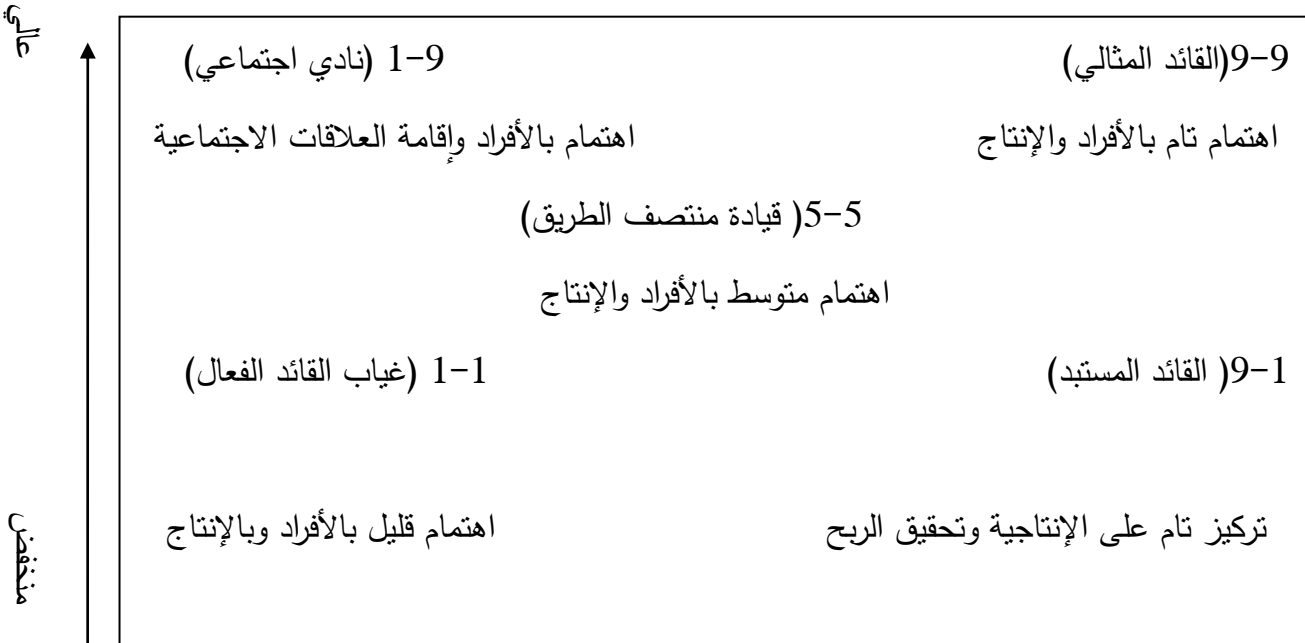 عالي
9-9(القائد المثالي)
1-9 (نادي اجتماعي)
اهتمام تام بالأفراد والإنتاج
اهتمام بالأفراد وإقامة العلاقات الاجتماعية
5-5( قيادة منتصف الطريق)
اهتمام متوسط بالأفراد والإنتاج
9-1( القائد المستبد)
1-1 (غياب القائد الفعال)
تركيز تام على الإنتاجية وتحقيق الربح
اهتمام قليل بالأفراد وبالإنتاج
منخفض